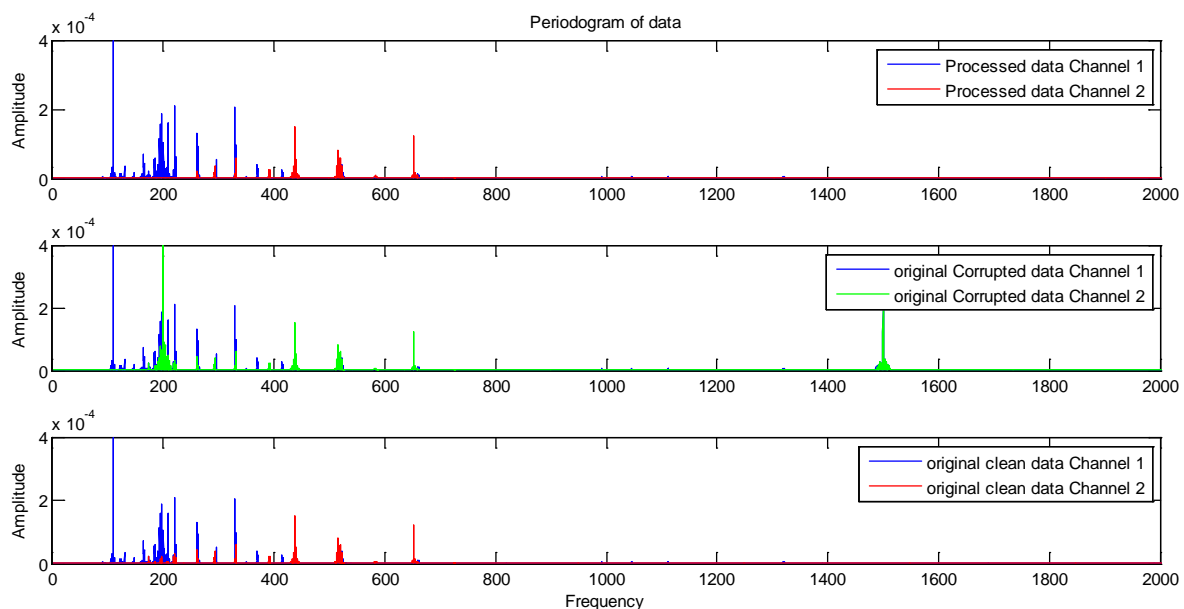 Periodogram of data
x 10^-4
Amplitude
4
2
0
Processed data Channel 1
Processed data Channel 2
0 200 400 600 800 1000 1200 1400 1600 1800 2000
x 10^-4
Amplitude
4
2
0
original Corrupted data Channel 1
original Corrupted data Channel 2
0 200 400 600 800 1000 1200 1400 1600 1800 2000
x 10^-4
Amplitude
4
2
0
original clean data Channel 1
original clean data Channel 2
0 200 400 600 800 1000 1200 1400 1600 1800 2000
Frequency